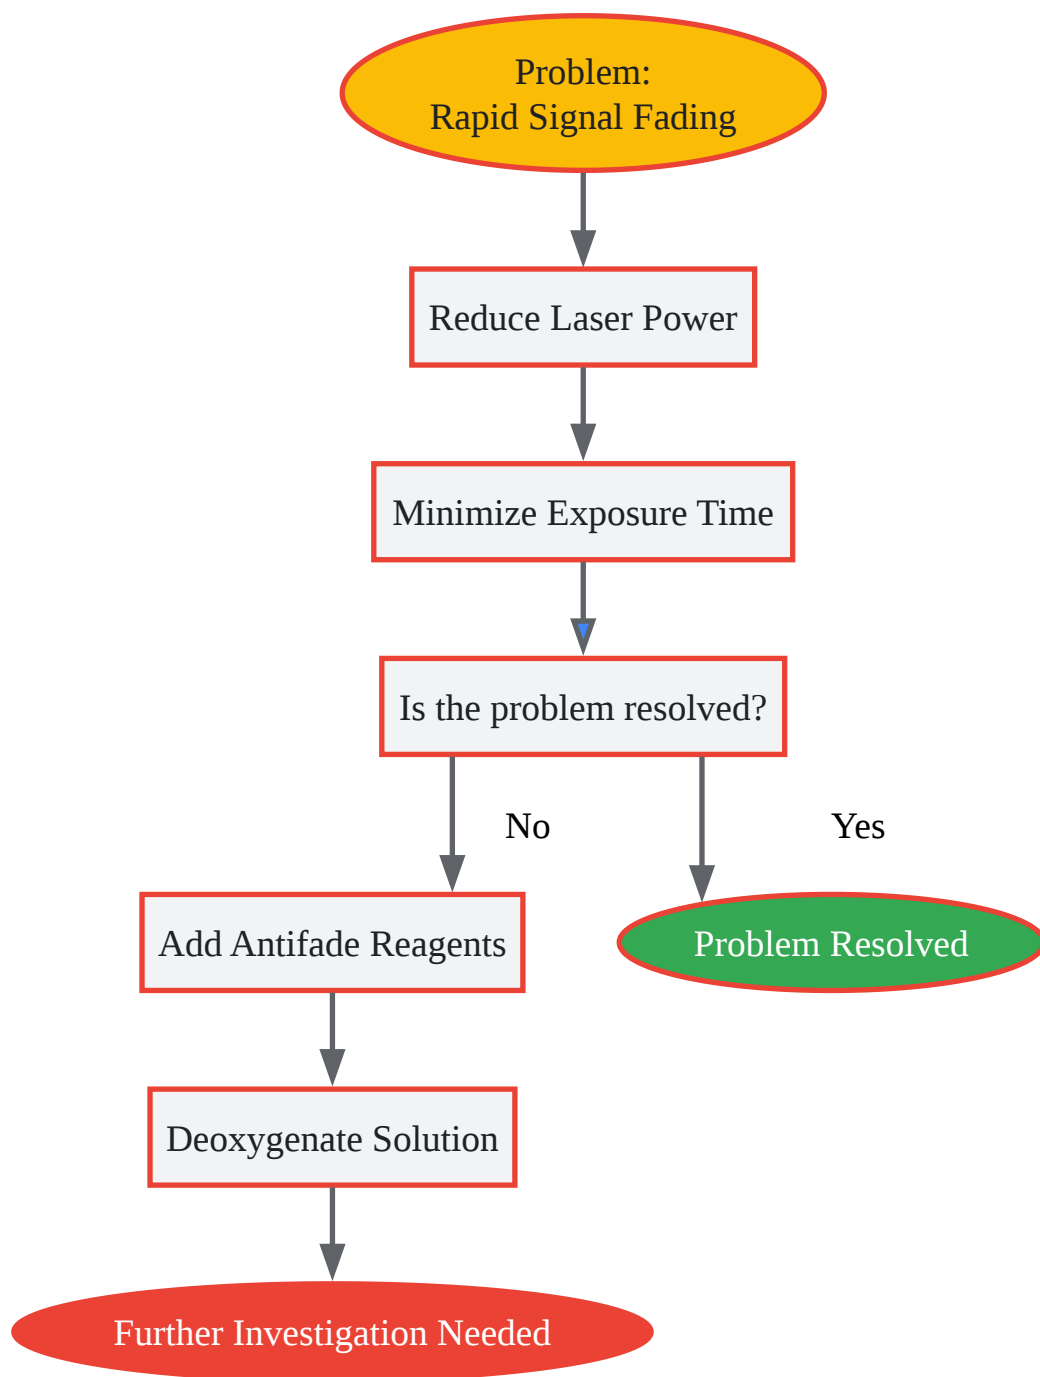 Problem:
Rapid Signal Fading
Reduce Laser Power
Minimize Exposure Time
Is the problem resolved?
No
Yes
Add Antifade Reagents
Problem Resolved
Deoxygenate Solution
Further Investigation Needed